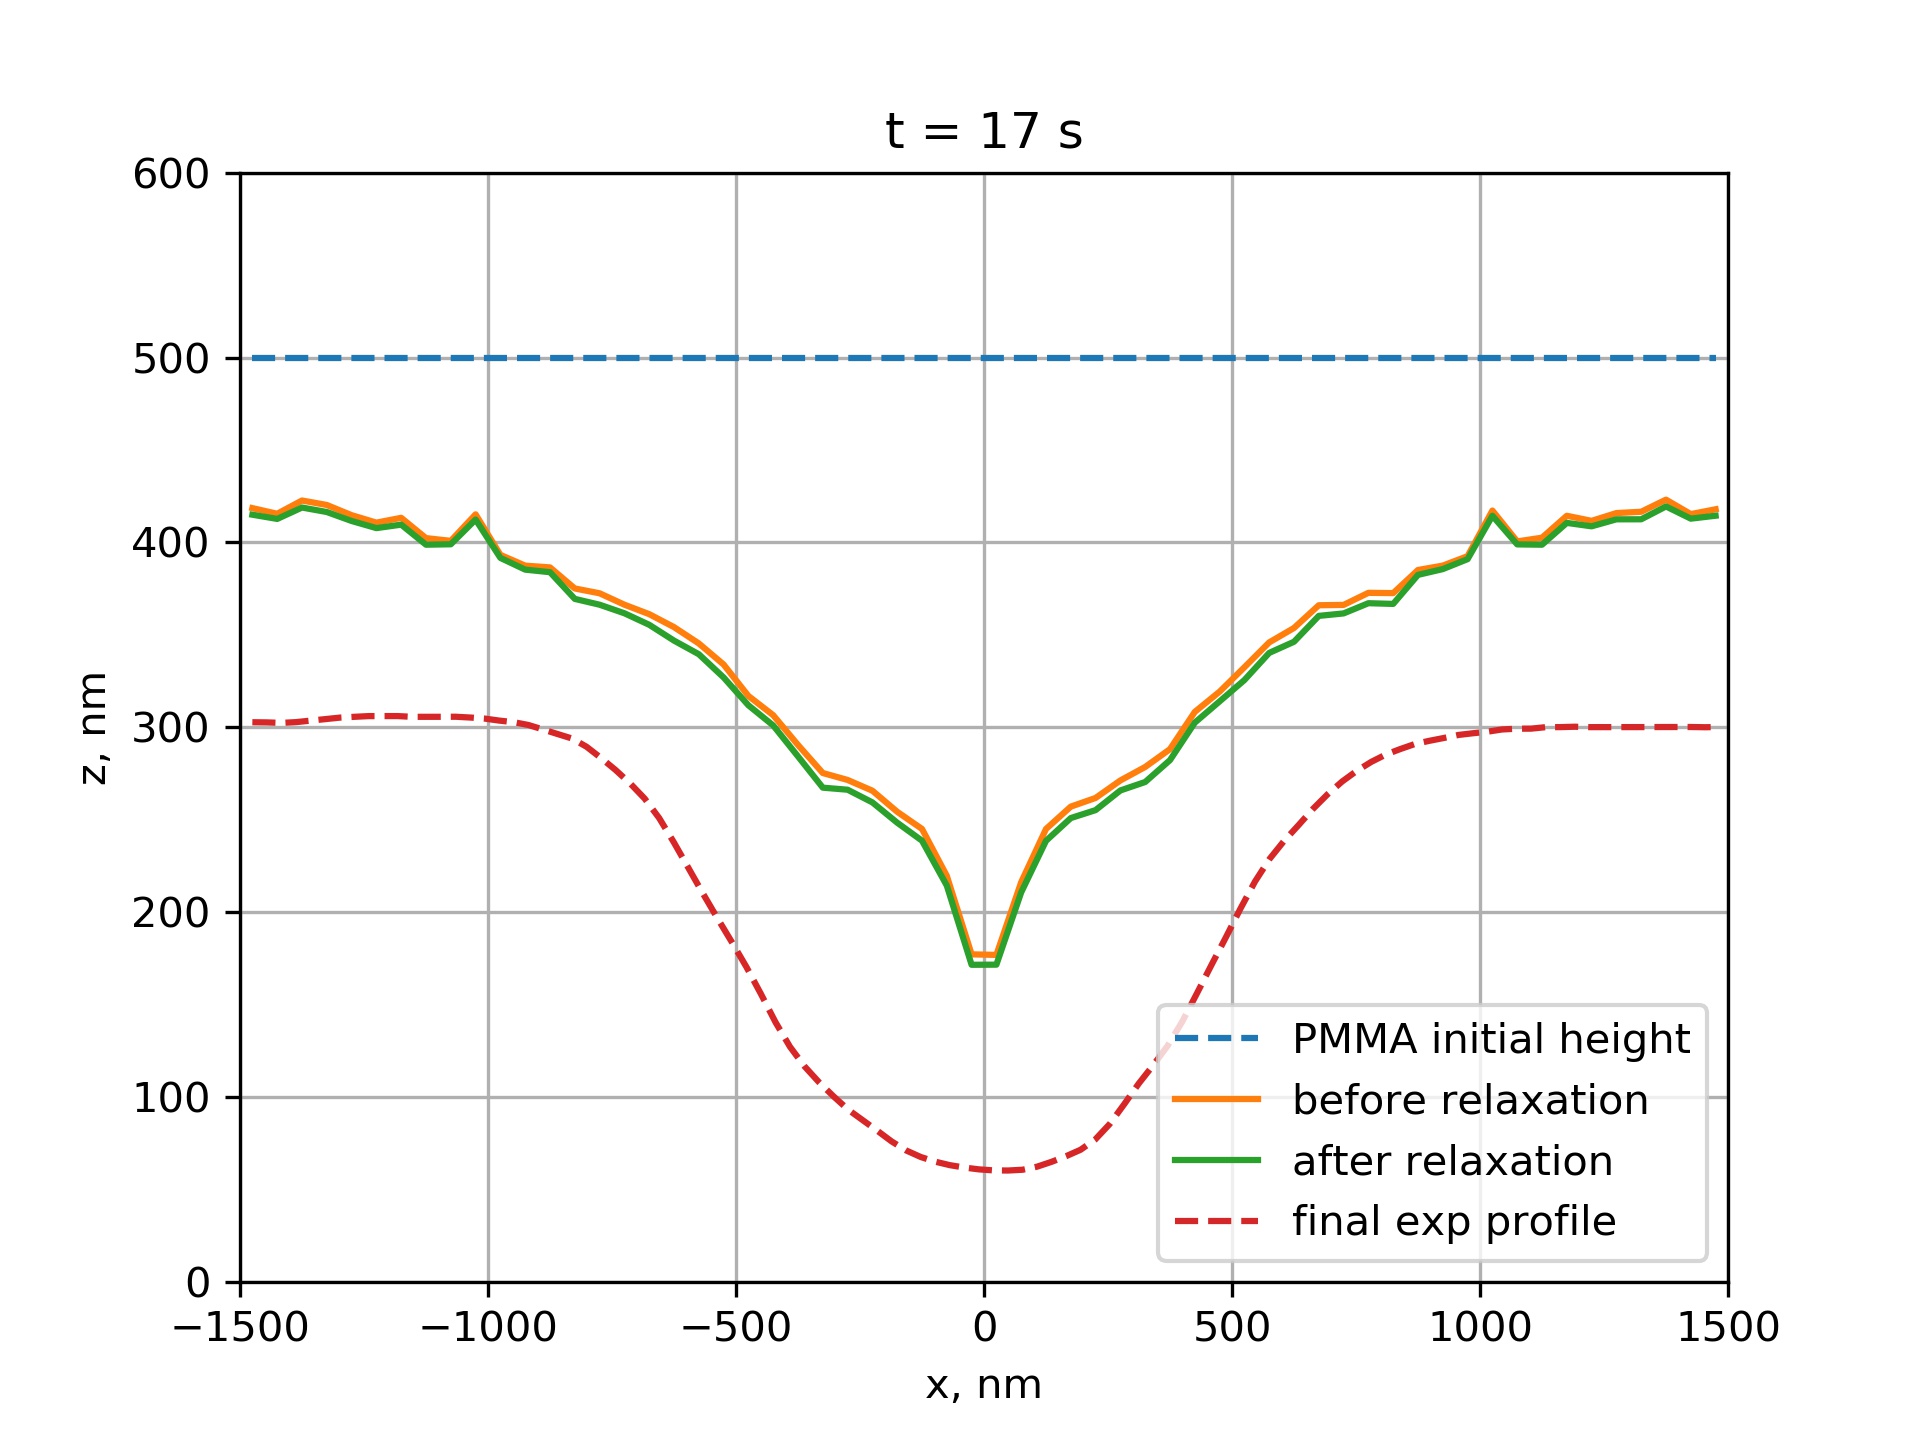 t = 17 s
600
500
400
300
200
100
0
z, nm
−1500 −1000 −500 0 500 1000 1500
x, nm
PMMA initial height
before relaxation
after relaxation
final exp profile